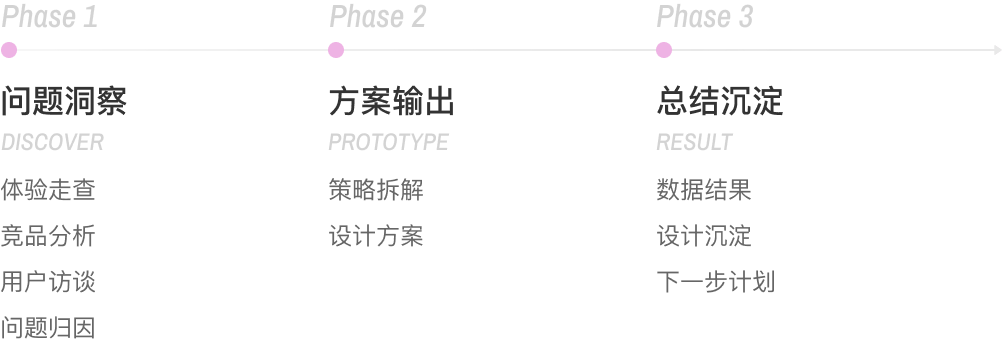 Phase 1
问题洞察
DISCOVER
体验走查
竞品分析
用户访谈
问题归因
Phase 2
方案输出
PROTOTYPE
策略拆解
设计方案
Phase 3
总结沉淀
RESULT
数据结果
设计沉淀
下一步计划